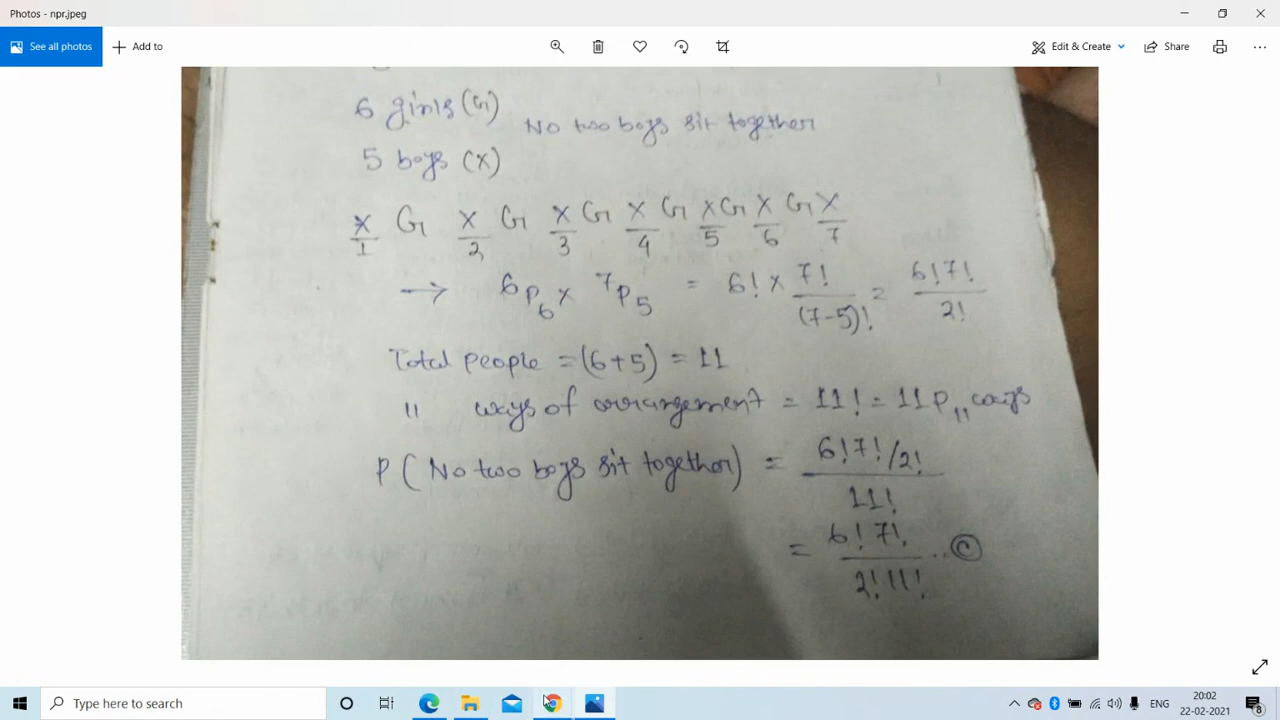 Photos - npr.jpeg
See all photos
Add to
Edit & Create
Share
6 girls (G)
No two boys sit together
5 boys (X)
X G X G X G X G X G X G X
1 2 3 4 5 6 7
→ 6P6 × 7P5 = 6! × 7!/(7-5)! = 6!7!/2!
Total people = (6+5) = 11
" ways of arrangement = 11! = 11P11 ways
P ( No two boys sit together ) = 6!7!/2! / 11!
= 6!7! / 2!11! .. ©
Type here to search
ENG
20:02
22-02-2021
8